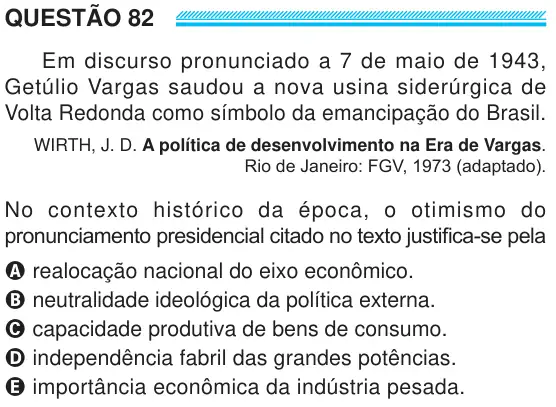 QUESTÃO 82
Em discurso pronunciado a 7 de maio de 1943,
Getúlio Vargas saudou a nova usina siderúrgica de
Volta Redonda como símbolo da emancipação do Brasil.
WIRTH, J. D. A política de desenvolvimento na Era de Vargas.
Rio de Janeiro: FGV, 1973 (adaptado).
No contexto histórico da época, o otimismo do
pronunciamento presidencial citado no texto justifica-se pela
A realocação nacional do eixo econômico.
B neutralidade ideológica da política externa.
C capacidade produtiva de bens de consumo.
D independência fabril das grandes potências.
E importância econômica da indústria pesada.